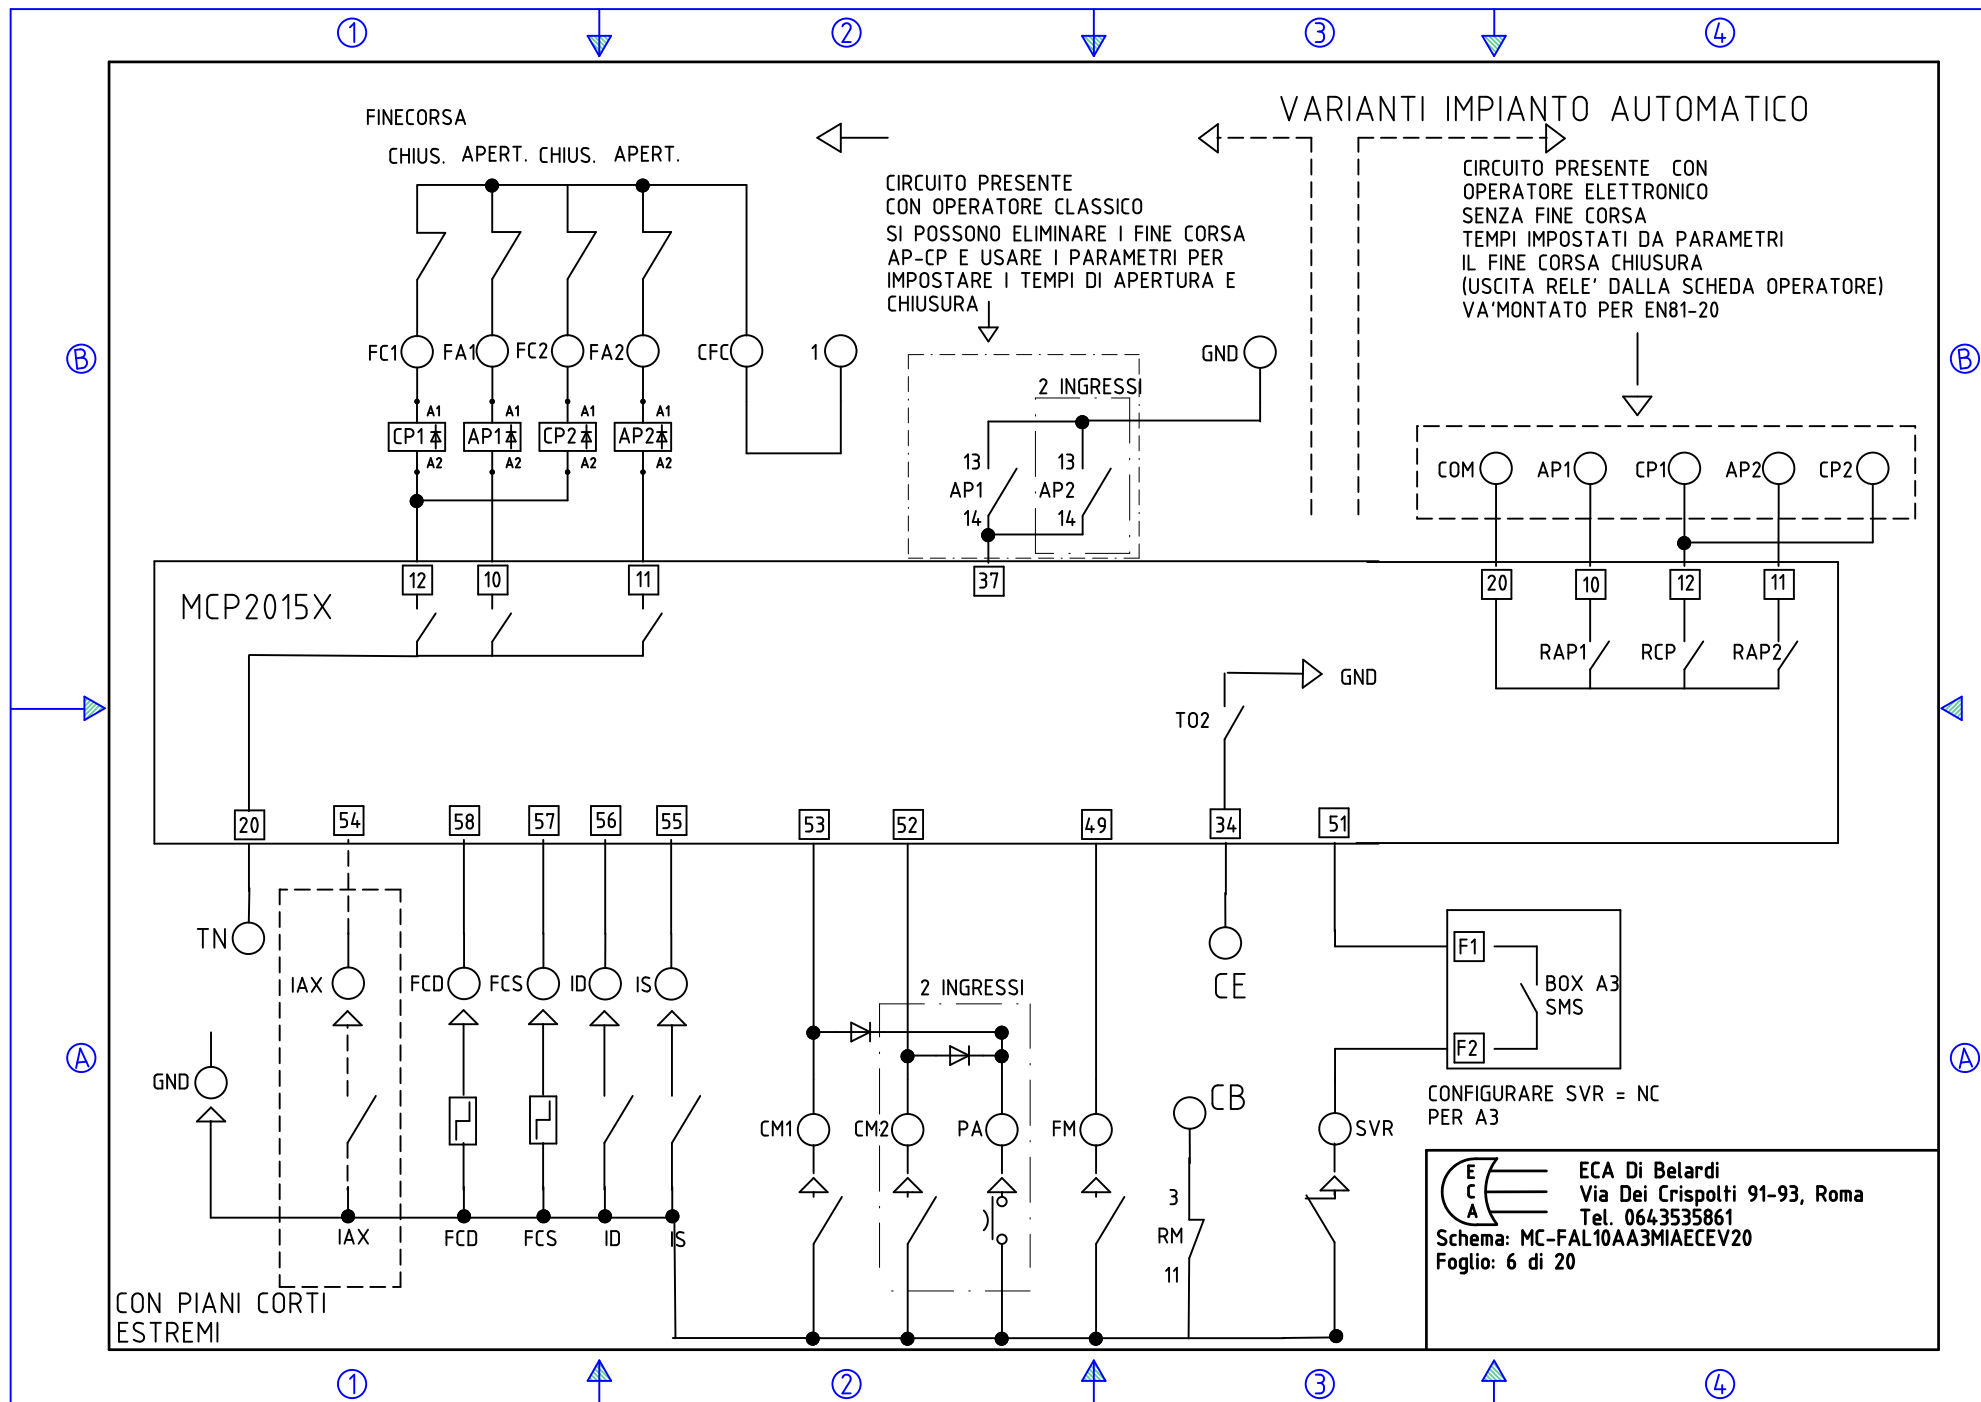 1 2 3 4
VARIANTI IMPIANTO AUTOMATICO
FINECORSA
CHIUS. APERT. CHIUS. APERT.
CIRCUITO PRESENTE
CON OPERATORE CLASSICO
SI POSSONO ELIMINARE I FINE CORSA
AP-CP E USARE I PARAMETRI PER
IMPOSTARE I TEMPI DI APERTURA E
CHIUSURA
CIRCUITO PRESENTE CON
OPERATORE ELETTRONICO
SENZA FINE CORSA
TEMPI IMPOSTATI DA PARAMETRI
IL FINE CORSA CHIUSURA
(USCITA RELE' DALLA SCHEDA OPERATORE)
VA'MONTATO PER EN81-20
B FC1 FA1 FC2 FA2 CFC 1 GND B
2 INGRESSI
A1 A1 A1 A1
CP1 AP1 CP2 AP2
A2 A2 A2 A2
13 13
AP1 AP2
14 14
COM AP1 CP1 AP2 CP2
12 10 11 37 20 10 12 11
MCP2015X
RAP1 RCP RAP2
GND
TO2
20 54 58 57 56 55 53 52 49 34 51
TN
IAX FCD FCS ID IS
2 INGRESSI
CE
F1
BOX A3
SMS
F2
A GND A
CONFIGURARE SVR = NC
PER A3
CM1 CM2 PA FM CB SVR
3
RM
11
IAX FCD FCS ID IS
CON PIANI CORTI
ESTREMI
E
C
A
ECA Di Belardi
Via Dei Crispolti 91-93, Roma
Tel. 0643535861
Schema: MC-FAL10AA3MIAECEV20
Foglio: 6 di 20
1 2 3 4